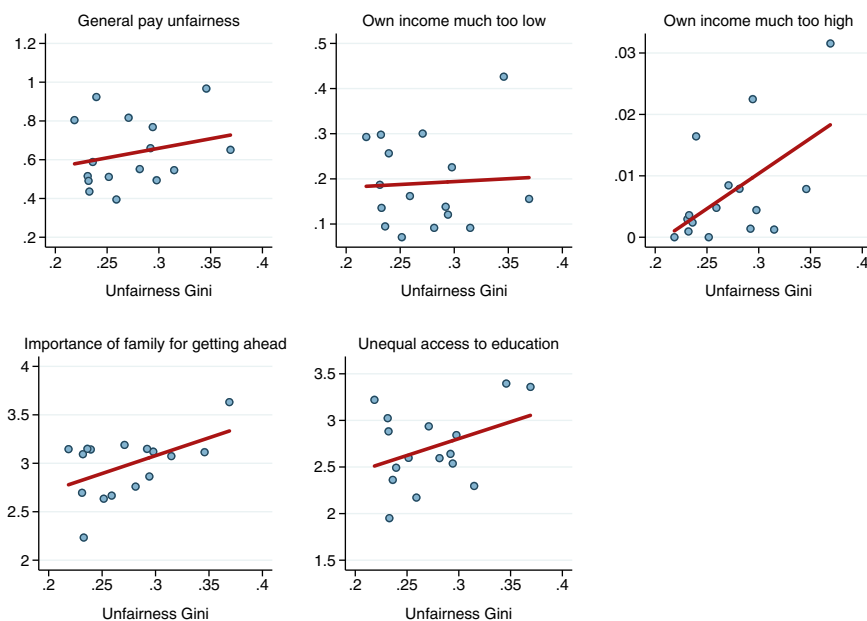 General pay unfairness
1.2
1
.8
.6
.4
.2
.2 .25 .3 .35 .4
Unfairness Gini
Own income much too low
.5
.4
.3
.2
.1
.2 .25 .3 .35 .4
Unfairness Gini
Own income much too high
.03
.02
.01
0
.2 .25 .3 .35 .4
Unfairness Gini
Importance of family for getting ahead
4
3.5
3
2.5
2
.2 .25 .3 .35 .4
Unfairness Gini
Unequal access to education
3.5
3
2.5
2
1.5
.2 .25 .3 .35 .4
Unfairness Gini